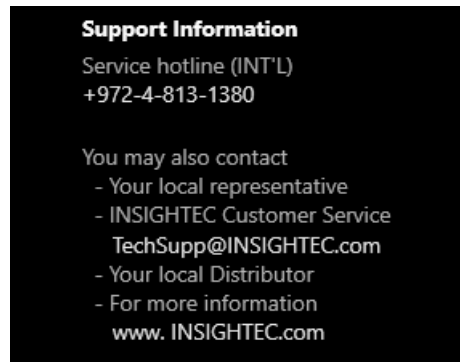 Support Information
Service hotline (INT'L)
+972-4-813-1380
You may also contact
- Your local representative
- INSIGHTEC Customer Service
TechSupp@INSIGHTEC.com
- Your local Distributor
- For more information
www. INSIGHTEC.com